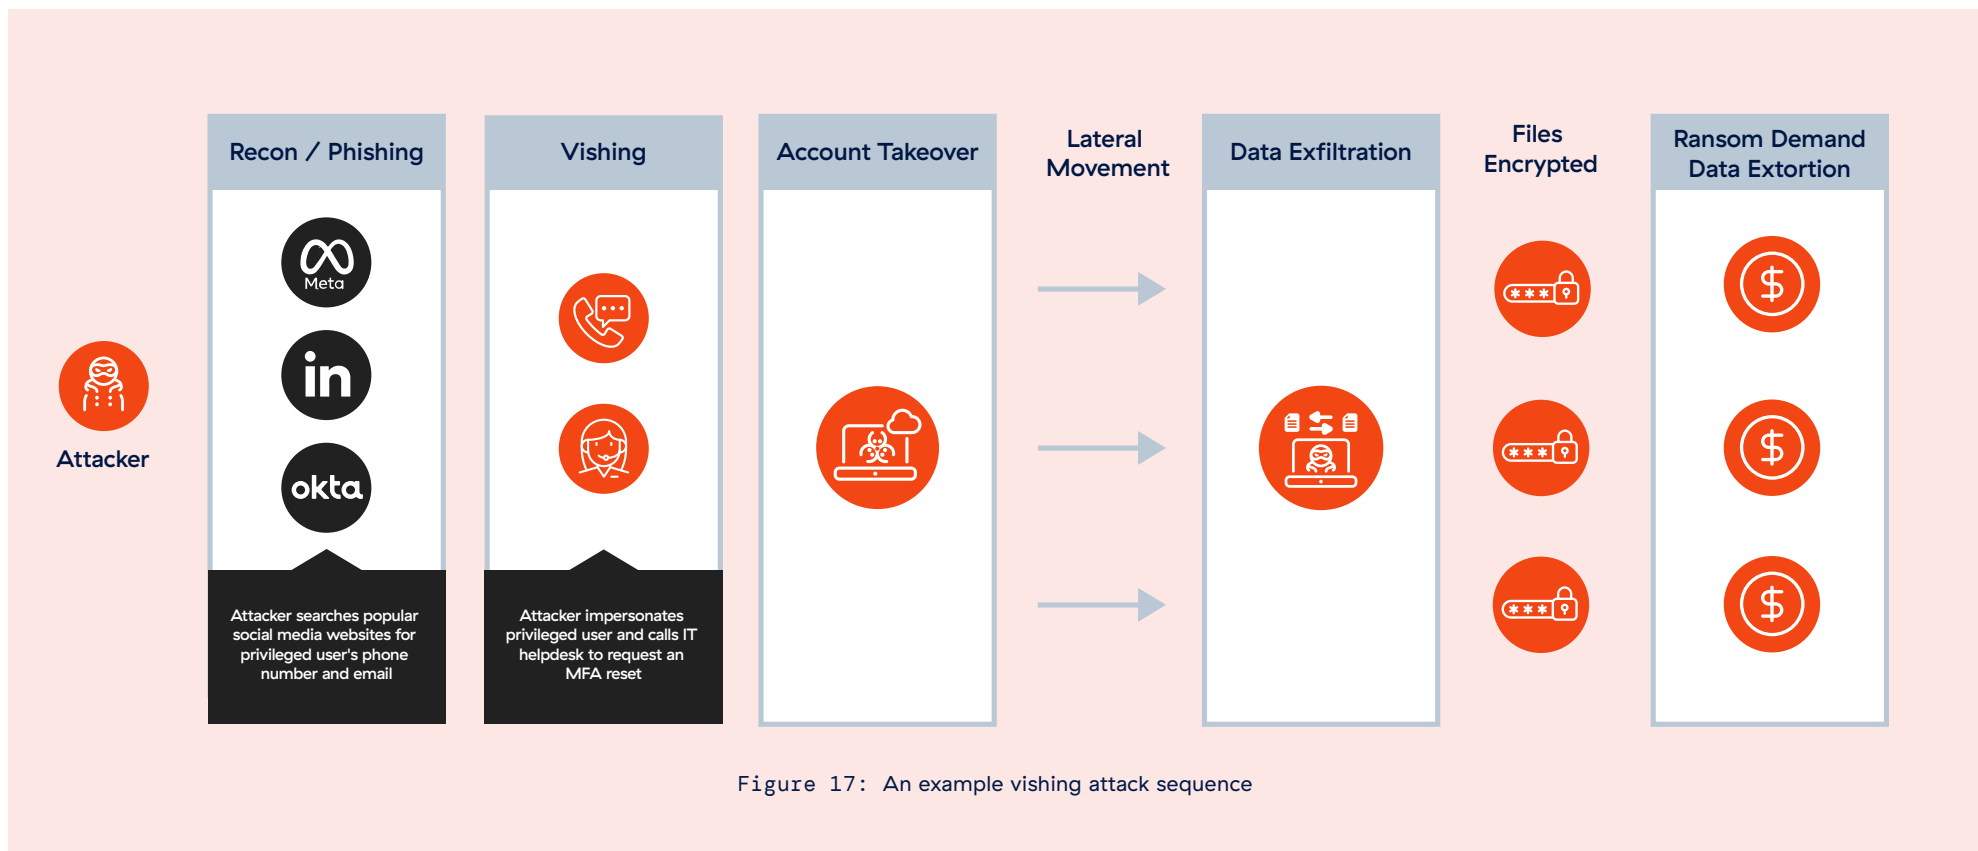 Attacker
Recon / Phishing
Meta
in
okta
Attacker searches popular
social media websites for
privileged user's phone
number and email
Vishing
Attacker impersonates
privileged user and calls IT
helpdesk to request an
MFA reset
Account Takeover
Lateral
Movement
Data Exfiltration
Files
Encrypted
***
***
***
Ransom Demand
Data Extortion
$
$
$
Figure 17: An example vishing attack sequence